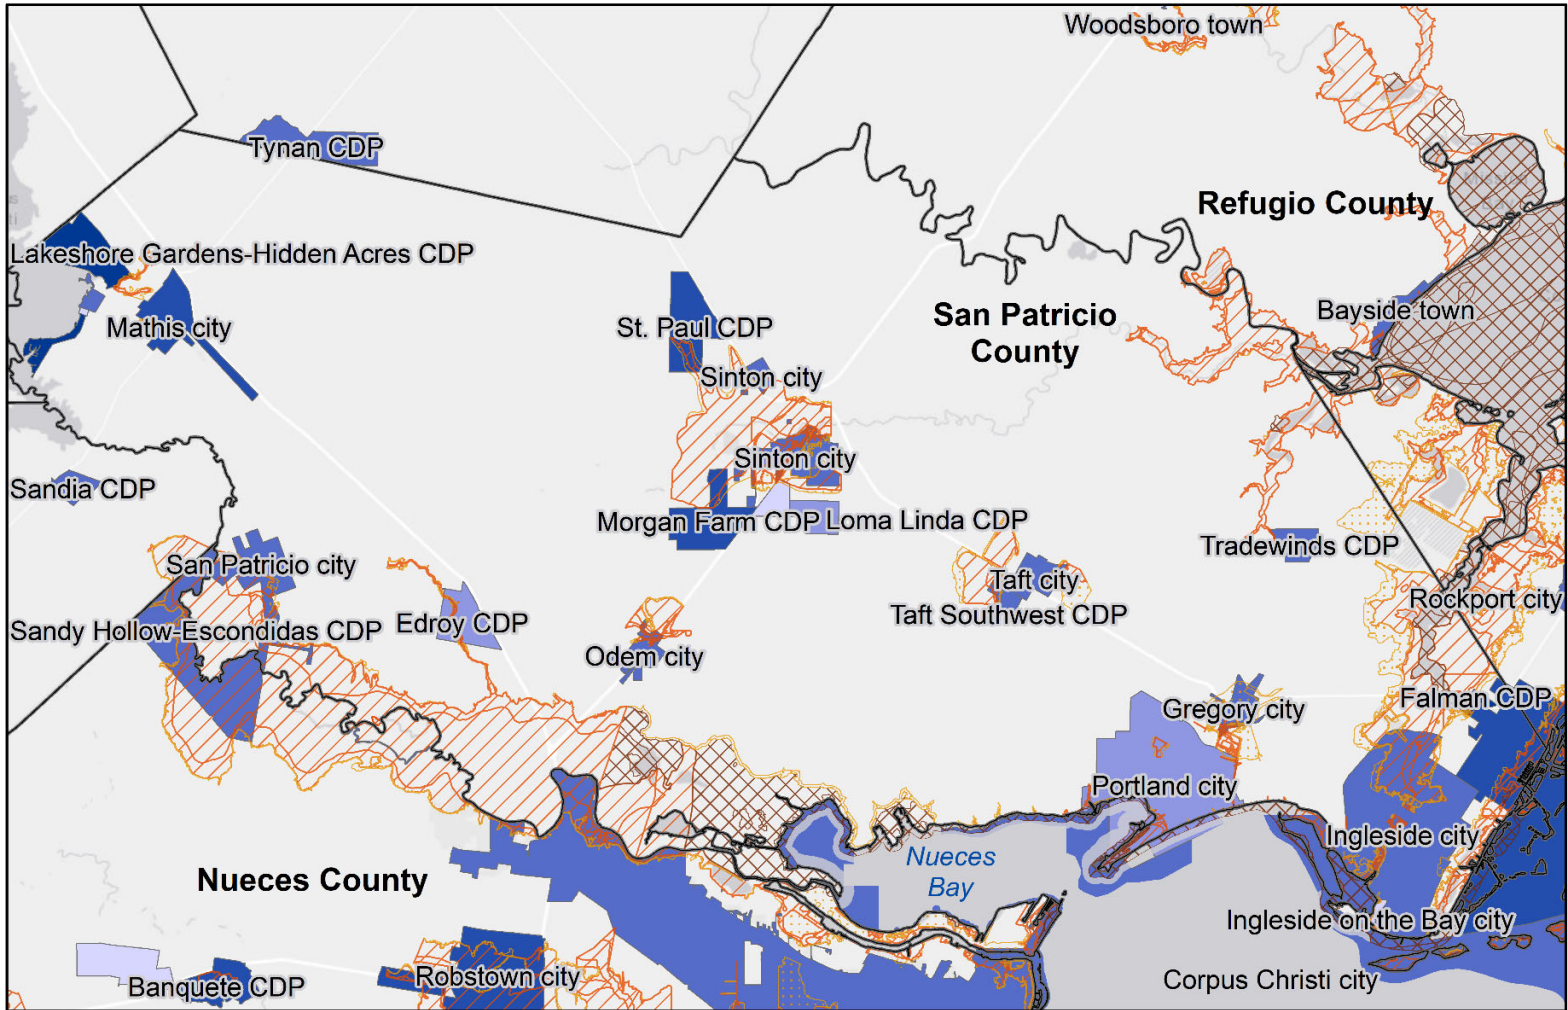 Woodsboro town
Tynan CDP
Refugio County
Lakeshore Gardens-Hidden Acres CDP
Bayside town
Mathis city
St. Paul CDP
San Patricio
County
Sinton city
Sinton city
Sandia CDP
Morgan Farm CDP
Loma Linda CDP
Tradewinds CDP
San Patricio city
Taft city
Rockport city
Taft Southwest CDP
Sandy Hollow-Escondidas CDP
Edroy CDP
Odem city
Falman CDP
Gregory city
Portland city
Ingleside city
Nueces
Bay
Nueces County
Ingleside on the Bay city
Robstown city
Corpus Christi city
Banquete CDP